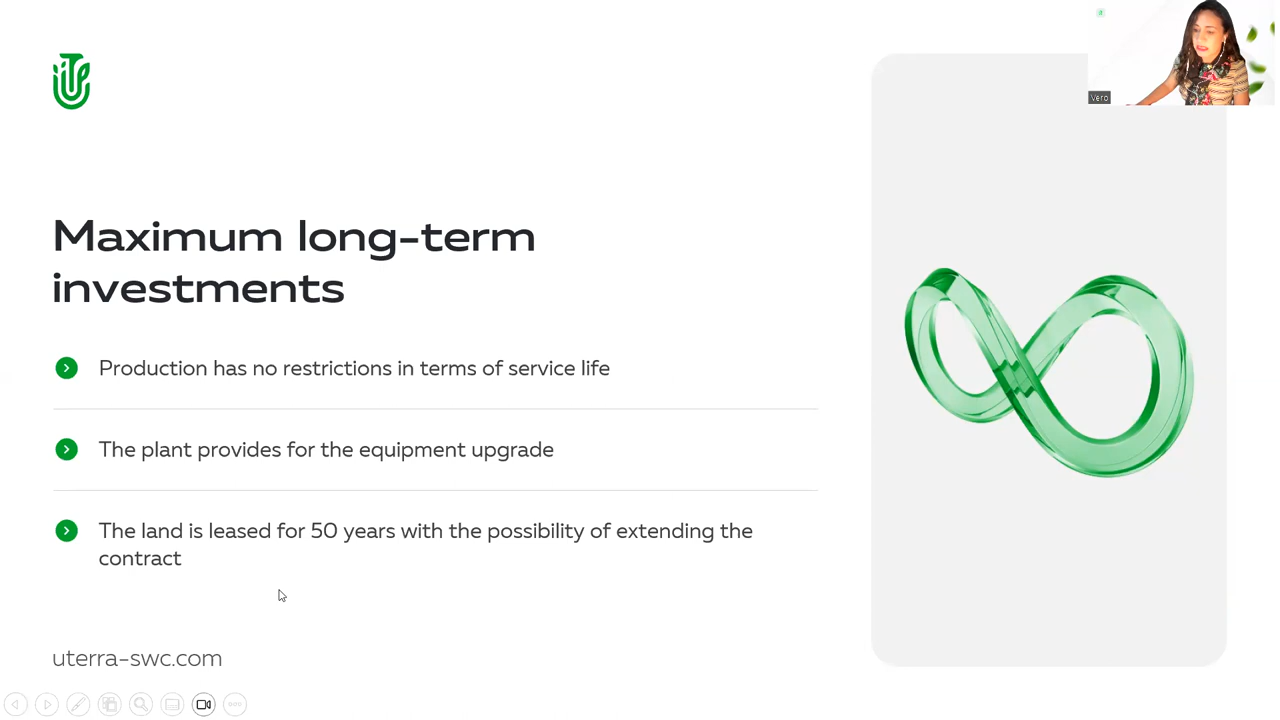 Vero
Maximum long-term
investments
Production has no restrictions in terms of service life
The plant provides for the equipment upgrade
The land is leased for 50 years with the possibility of extending the
contract
uterra-swc.com